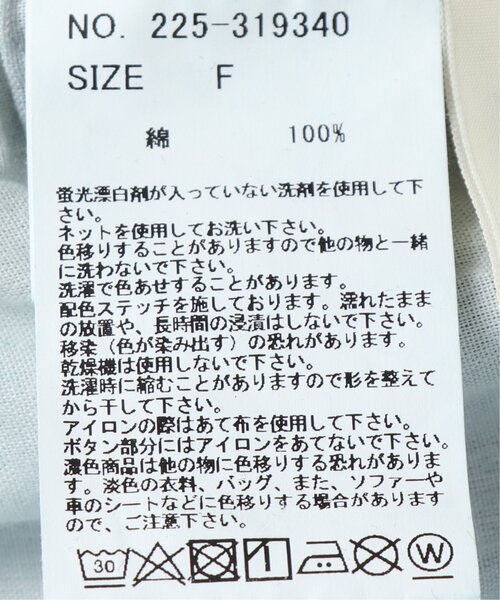 NO. 225-319340
SIZE F
綿 100%
蛍光漂白剤が入っていない洗剤を使用して下
さい。
ネットを使用してお洗い下さい。
色移りすることがありますので他の物と一緒
に洗わないで下さい。
洗濯で色あせすることがあります。
配色ステッチを施しております。濡れたまま
の放置や、長時間の浸漬はしないで下さい。
移染（色が染み出す）の恐れがあります。
乾燥機は使用しないで下さい。
洗濯時に縮むことがありますので形を整えて
から干して下さい。
アイロンの際はあて布を使用して下さい。
ボタン部分にはアイロンをあてないで下さい。
濃色商品は他の物に色移りする恐れがありま
す。淡色の衣料、バッグ、また、ソファーや
車のシートなどに色移りする場合があります
ので、ご注意下さい。
30 W